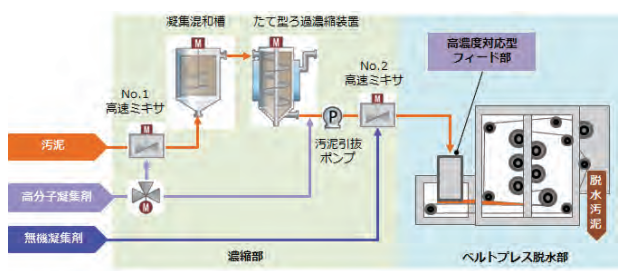 凝集混和槽
たて型ろ過濃縮装置
M
M
No.1
高速ミキサ
No.2
高速ミキサ
高濃度対応型
フィード部
M
M
汚泥
P
汚泥引抜
ポンプ
高分子凝集剤
M
無機凝集剤
脱水汚泥
濃縮部
ベルトプレス脱水部